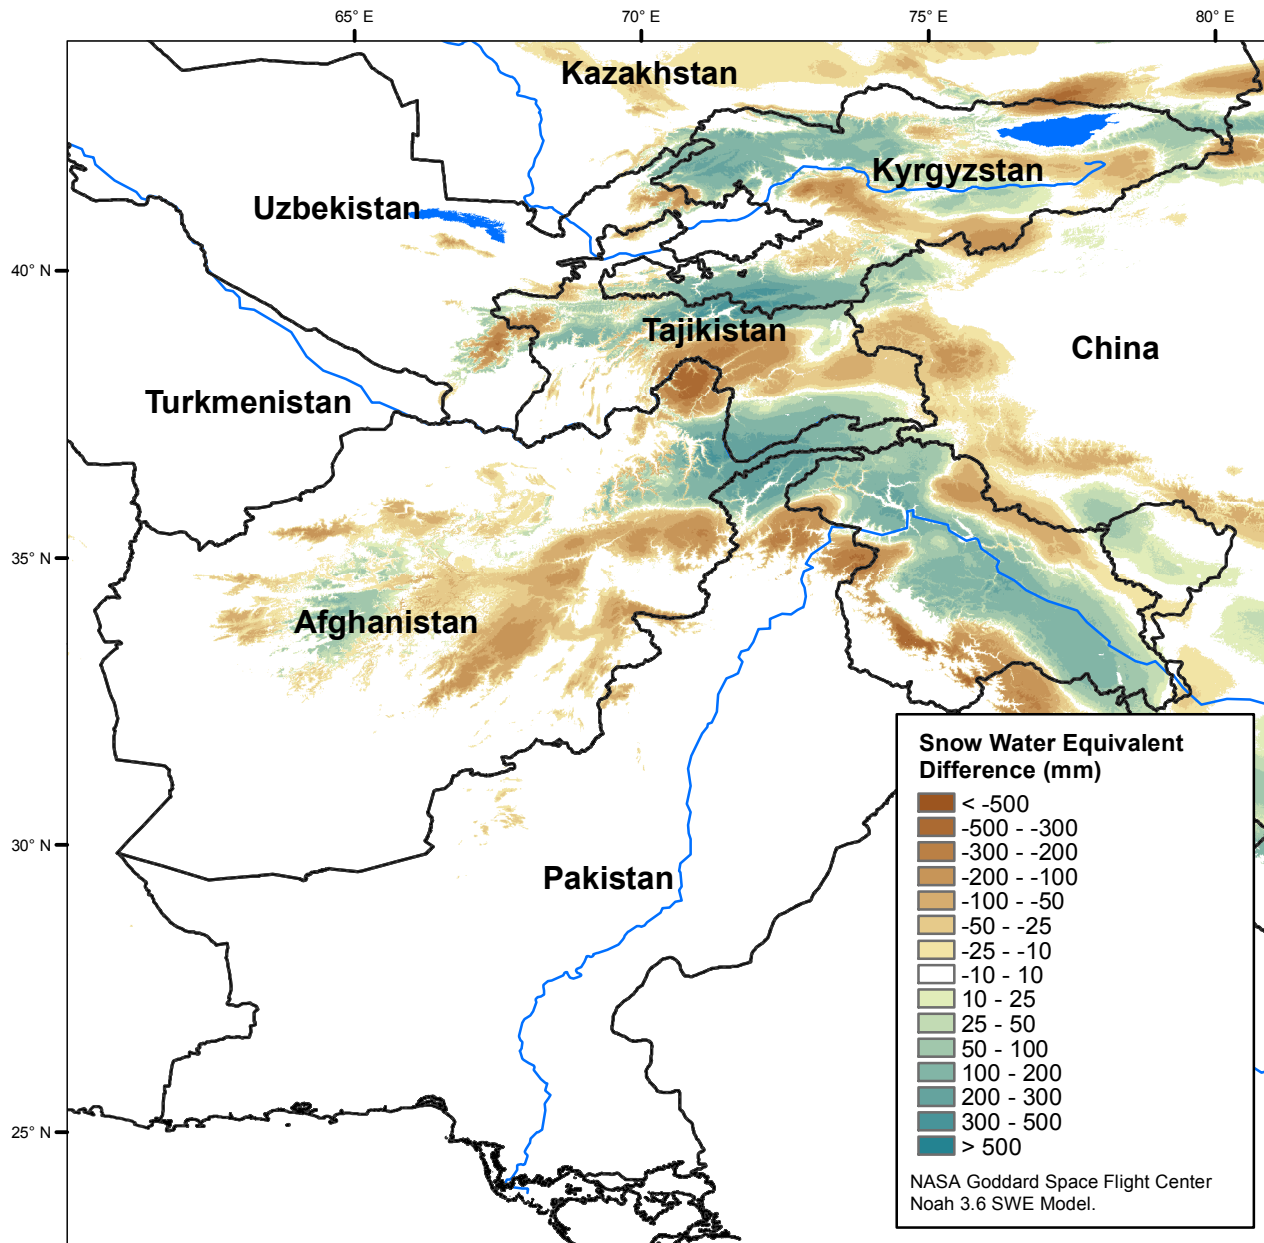 65° E
70° E
75° E
80° E
Kazakhstan
Kyrgyzstan
Uzbekistan
40° N
Tajikistan
China
Turkmenistan
35° N
Afghanistan
30° N
Pakistan
25° N
Snow Water Equivalent
Difference (mm)
< -500
-500 - -300
-300 - -200
-200 - -100
-100 - -50
-50 - -25
-25 - -10
-10 - 10
10 - 25
25 - 50
50 - 100
100 - 200
200 - 300
300 - 500
> 500
NASA Goddard Space Flight Center
Noah 3.6 SWE Model.